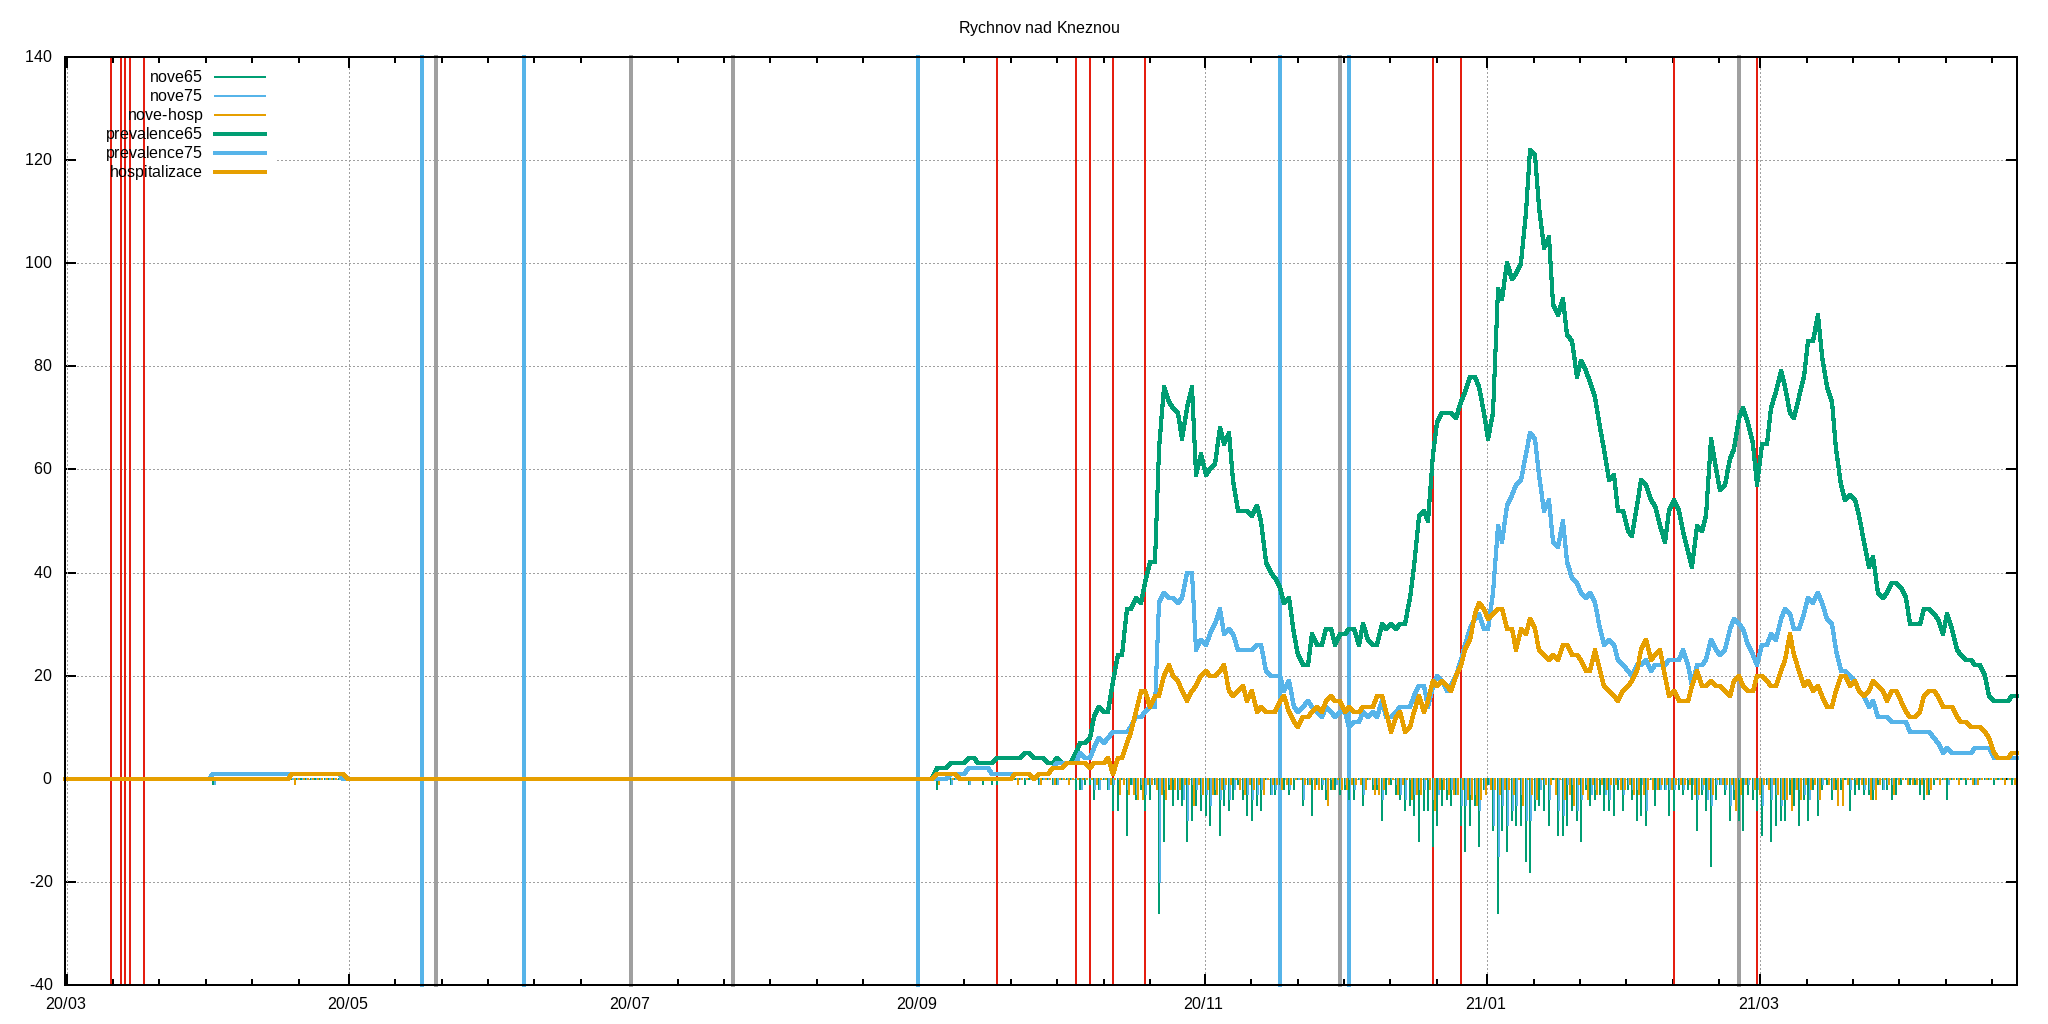 Rychnov nad Kneznou
140
120
100
80
60
40
20
0
-20
-40
nove65
nove75
nove-hosp
prevalence65
prevalence75
hospitalizace
20/03 20/05 20/07 20/09 20/11 21/01 21/03